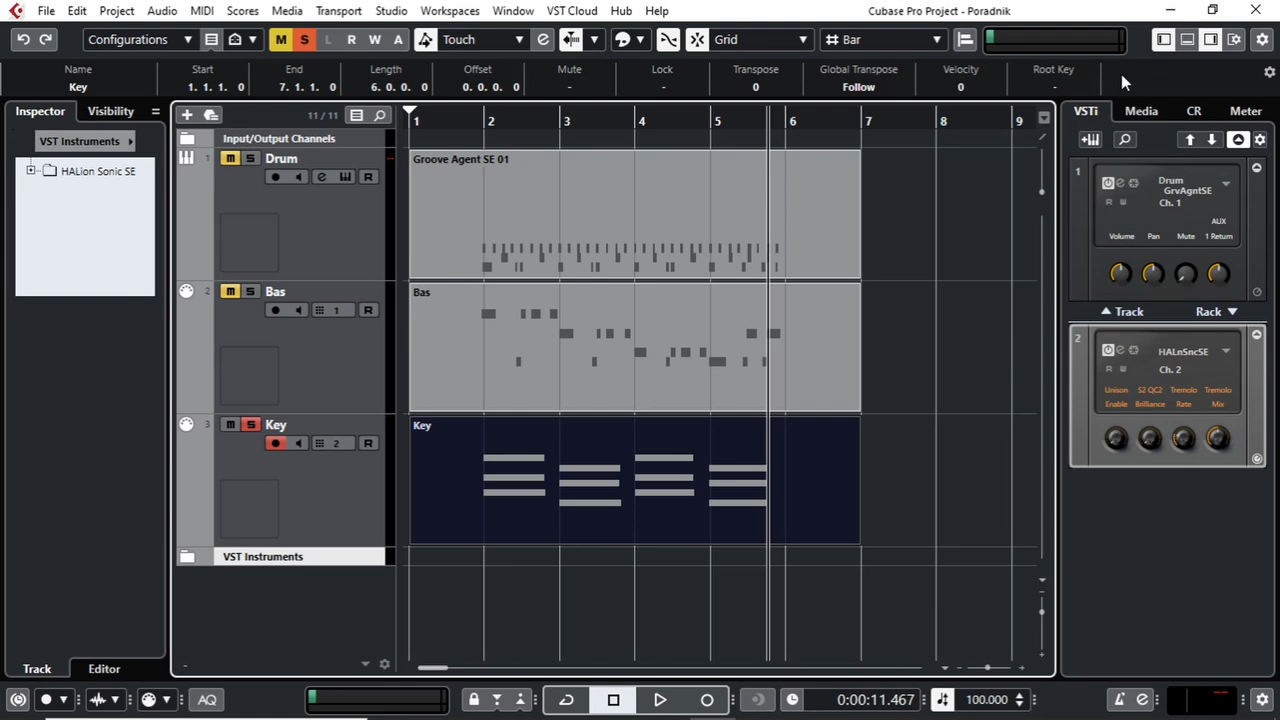 File Edit Project Audio MIDI Scores Media Transport Studio Workspaces Window VST Cloud Hub Help Cubase Pro Project - Poradnik
Configurations M S L R W A Touch Grid Bar
Name Start End Length Offset Mute Lock Transpose Global Transpose Velocity Root Key
Key 1. 1. 1. 0 7. 1. 1. 0 6. 0. 0. 0 0. 0. 0. 0 - - 0 Follow 0 -
Inspector Visibility 11 / 11 1 2 3 4 5 6 7 8 9 VSTi Media CR Meter
VST Instruments Input/Output Channels
HALion Sonic SE
1 m S Drum Groove Agent SE 01
R
2 m S Bas Bas
1 R
3 m S Key Key
2 R
VST Instruments
1 Drum
GrvAgntSE
R Ch. 1
AUX
Volume Pan Mute 1 Return
Track Rack
2 HALnSncSE
R Ch. 2
Unison S2 QC2 Tremolo Tremolo
Enable Brilliance Rate Mix
Track Editor
AQ 0:00:11.467 100.000